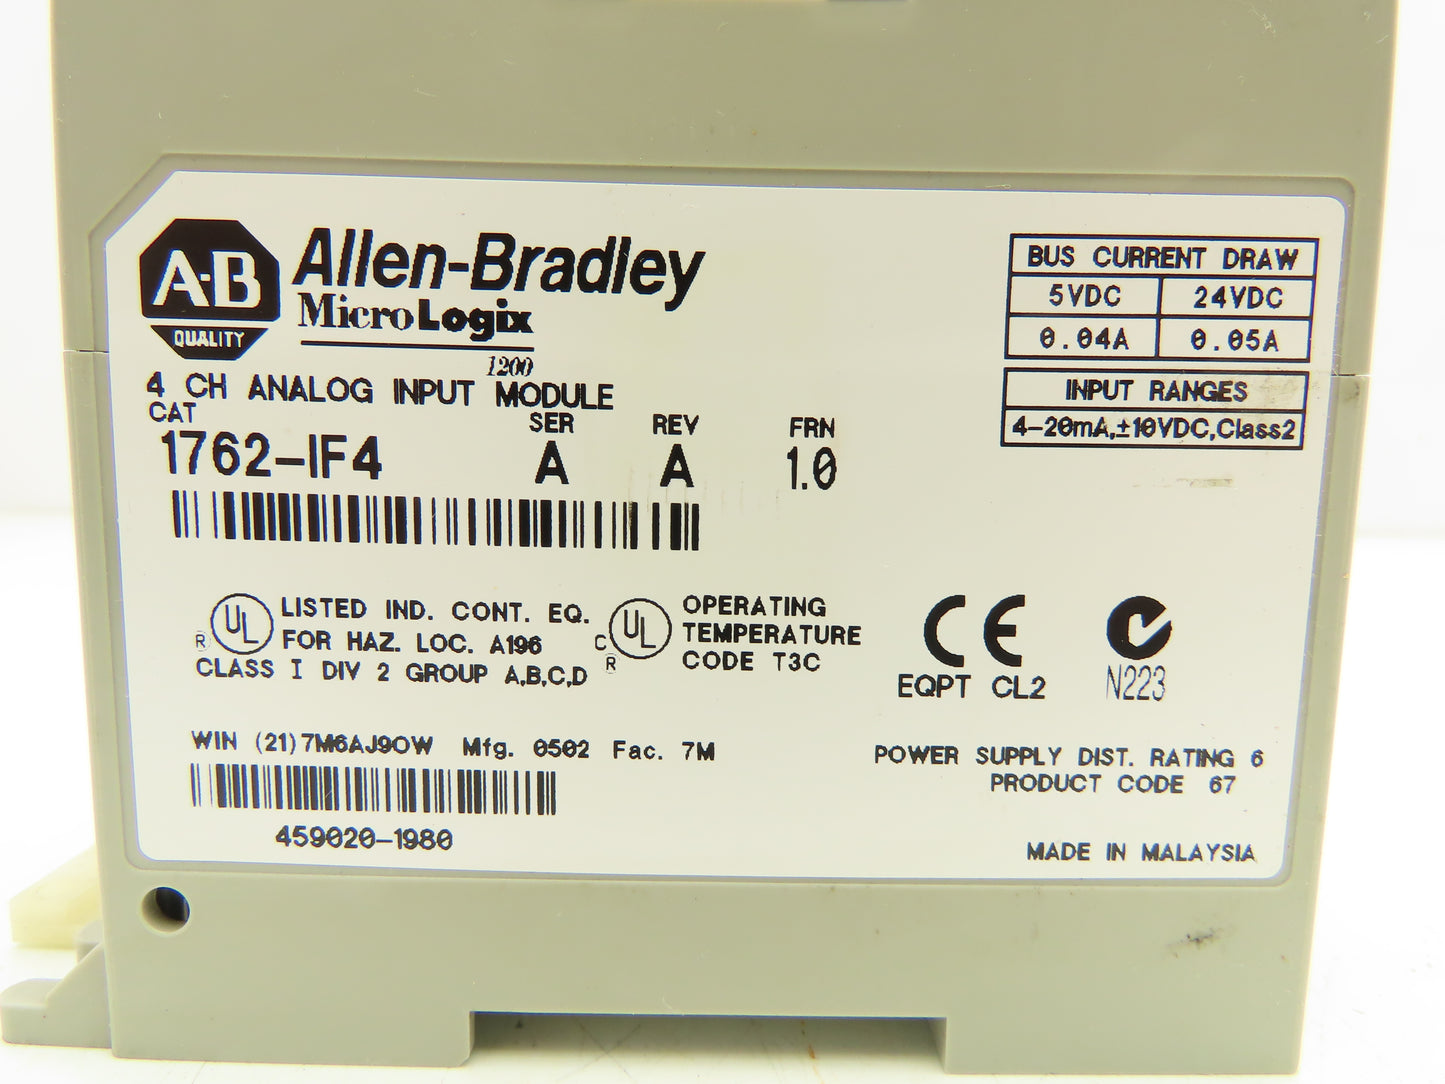 A-B
QUALITY
Allen-Bradley
MicroLogix
1200
4 CH ANALOG INPUT MODULE
CAT SER REV FRN
1762-IF4 A A 1.0
BUS CURRENT DRAW
5VDC 24VDC
0.04A 0.05A
INPUT RANGES
4-20mA,±10VDC,Class2
UL R LISTED IND. CONT. EQ.
FOR HAZ. LOC. A196
CLASS I DIV 2 GROUP A,B,C,D
C UL R OPERATING
TEMPERATURE
CODE T3C
CE
EQPT CL2
N223
WIN (21)7M6AJ9OW Mfg. 0502 Fac. 7M
459020-1980
POWER SUPPLY DIST. RATING 6
PRODUCT CODE 67
MADE IN MALAYSIA